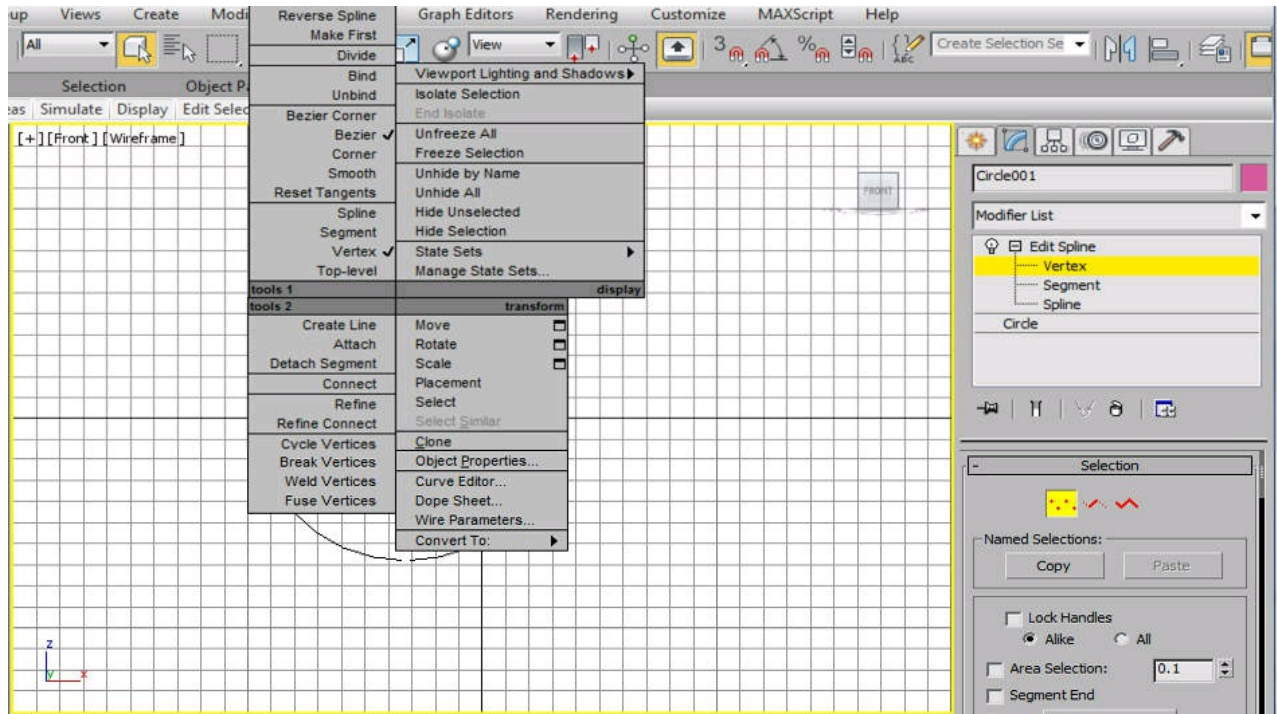 up Views Create Modi Graph Editors Rendering Customize MAXScript Help
All View 3 % ABC Create Selection Se
Selection Object Pa
eas Simulate Display Edit Selec
[+] [Front] [Wireframe]
Reverse Spline
Make First
Divide
Bind
Unbind
Bezier Corner
Bezier ✓
Corner
Smooth
Reset Tangents
Spline
Segment
Vertex ✓
Top-level
tools 1
Viewport Lighting and Shadows
Isolate Selection
End Isolate
Unfreeze All
Freeze Selection
Unhide by Name
Unhide All
Hide Unselected
Hide Selection
State Sets
Manage State Sets...
display
tools 2
Create Line
Attach
Detach Segment
Connect
Refine
Refine Connect
Cycle Vertices
Break Vertices
Weld Vertices
Fuse Vertices
transform
Move
Rotate
Scale
Placement
Select
Select Similar
Clone
Object Properties...
Curve Editor...
Dope Sheet...
Wire Parameters...
Convert To:
FRONT
z
y x
Circle001
Modifier List
Edit Spline
Vertex
Segment
Spline
Circle
- Selection
Named Selections:
Copy Paste
Lock Handles
Alike All
Area Selection: 0.1
Segment End